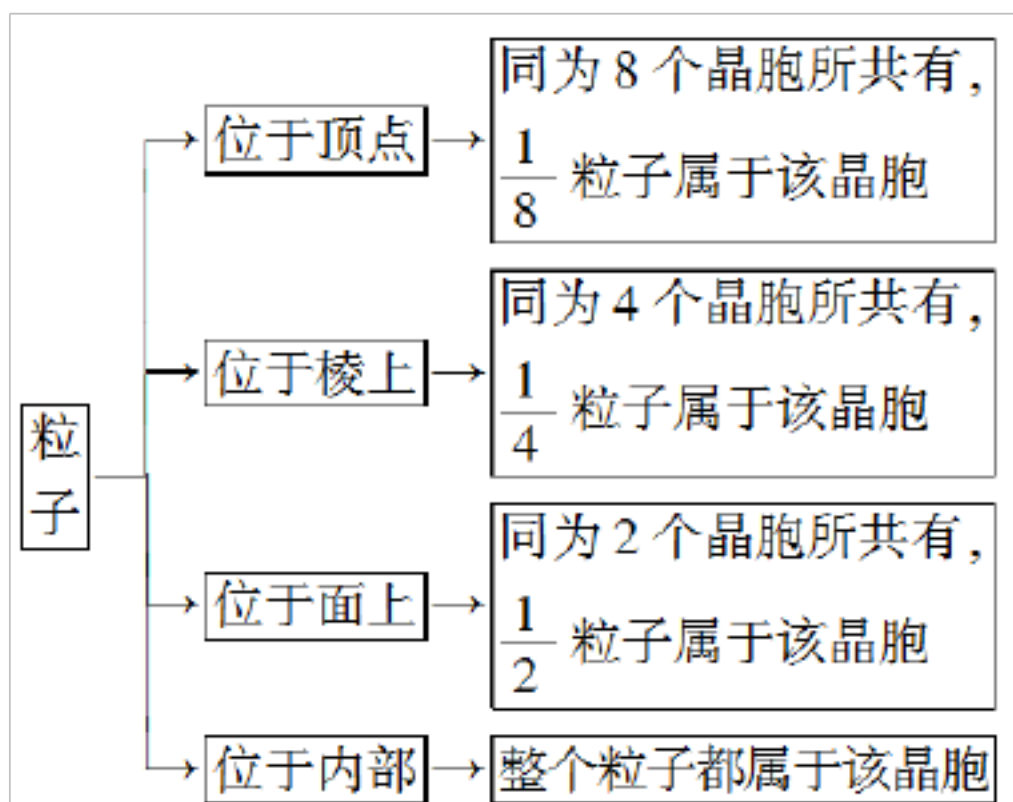 粒
子
位于顶点
同为 8 个晶胞所共有，
1/8 粒子属于该晶胞
位于棱上
同为 4 个晶胞所共有，
1/4 粒子属于该晶胞
位于面上
同为 2 个晶胞所共有，
1/2 粒子属于该晶胞
位于内部
整个粒子都属于该晶胞